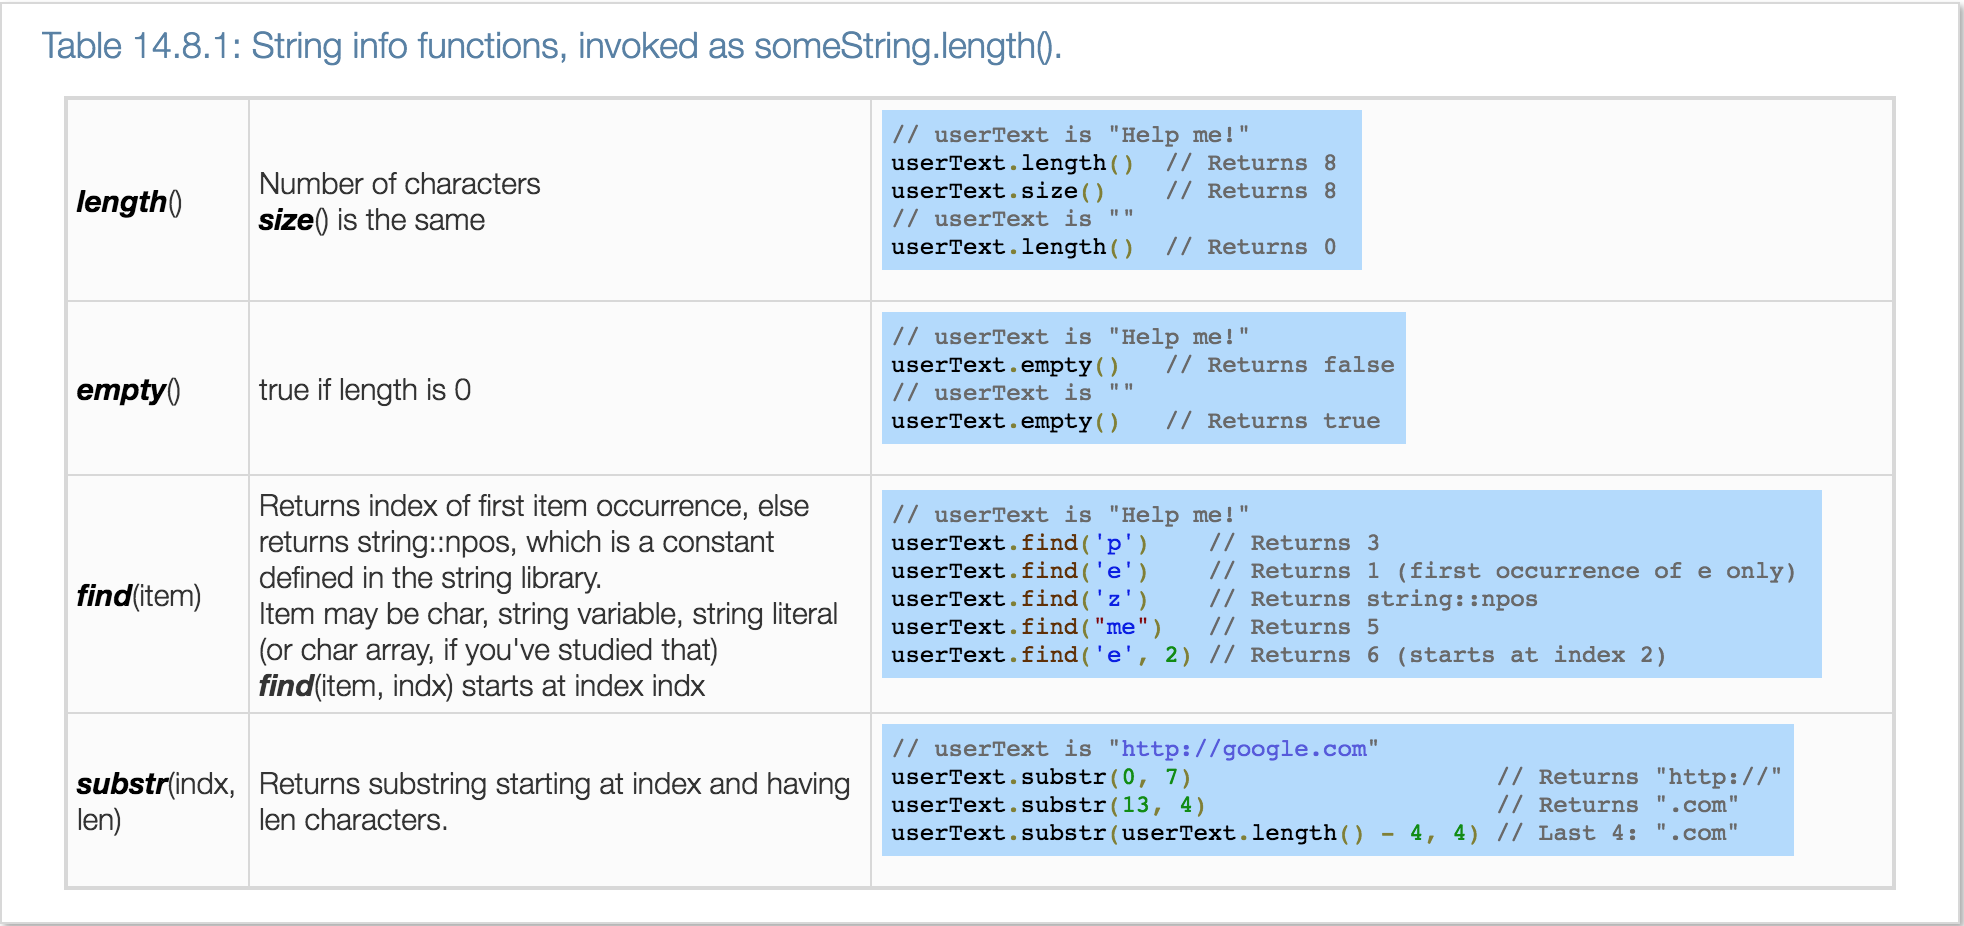 Table 14.8.1: String info functions, invoked as someString.length().
length()
Number of characters
size() is the same
// userText is "Help me!"
userText.length()  // Returns 8
userText.size()    // Returns 8
// userText is ""
userText.length()  // Returns 0
empty()
true if length is 0
// userText is "Help me!"
userText.empty()   // Returns false
// userText is ""
userText.empty()   // Returns true
find(item)
Returns index of first item occurrence, else
returns string::npos, which is a constant
defined in the string library.
Item may be char, string variable, string literal
(or char array, if you've studied that)
find(item, indx) starts at index indx
// userText is "Help me!"
userText.find('p')    // Returns 3
userText.find('e')    // Returns 1 (first occurrence of e only)
userText.find('z')    // Returns string::npos
userText.find("me")   // Returns 5
userText.find('e', 2) // Returns 6 (starts at index 2)
substr(indx,
len)
Returns substring starting at index and having
len characters.
// userText is "http://google.com"
userText.substr(0, 7)                     // Returns "http://"
userText.substr(13, 4)                    // Returns ".com"
userText.substr(userText.length() - 4, 4) // Last 4: ".com"